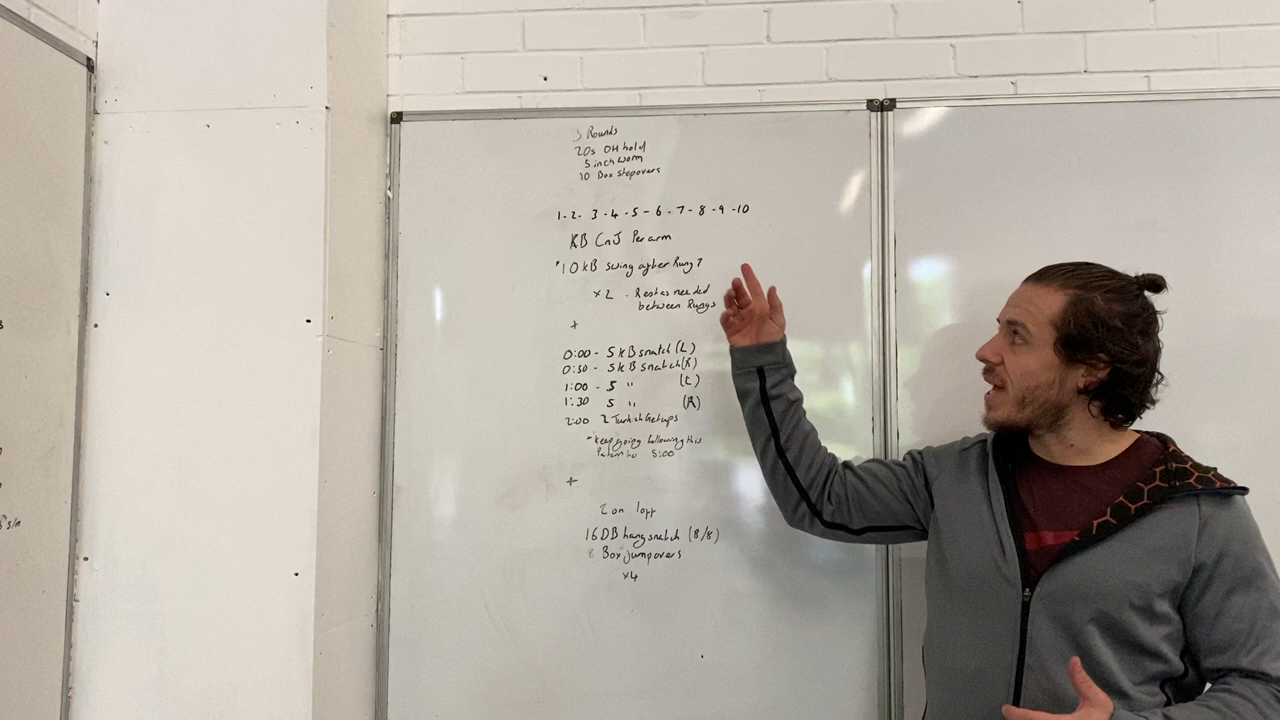 3 Rounds
20s OH hold
5 inch worm
10 Box Stepovers
1-2-3-4-5-6-7-8-9-10
KB CnJ Per arm
*10 KB swing after Rung ?
x2 - Rest as needed
between Rungs
+
0:00 - 5 KB snatch (L)
0:30 - 5 KB snatch (R)
1:00 - 5 " (L)
1:30 5 " (R)
2:00 2 Turkish Getups
*keep going following this
8:00
+
2 on 1 off
16 DB hang snatch (8/8)
8 Box jumpovers
x4
s/n